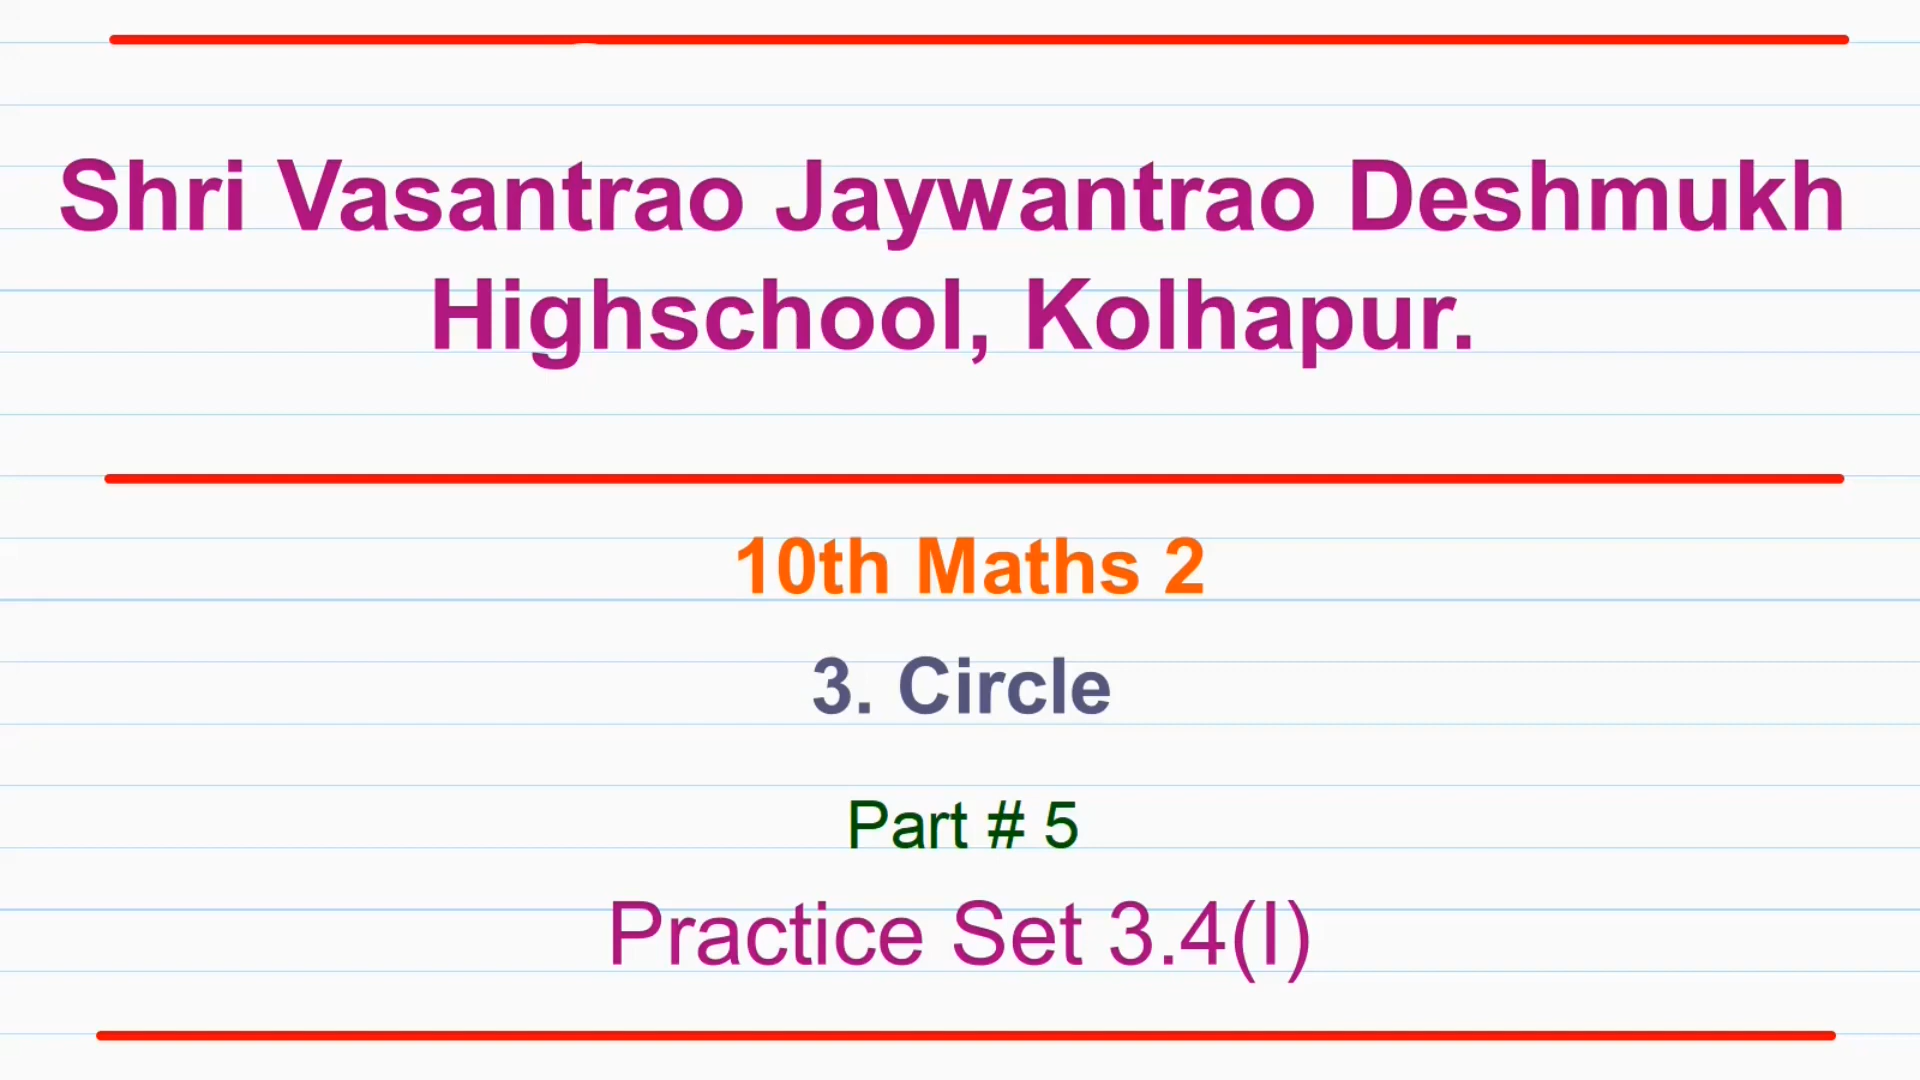 Shri Vasantrao Jaywantrao Deshmukh
Highschool, Kolhapur.
10th Maths 2
3. Circle
Part # 5
Practice Set 3.4(I)